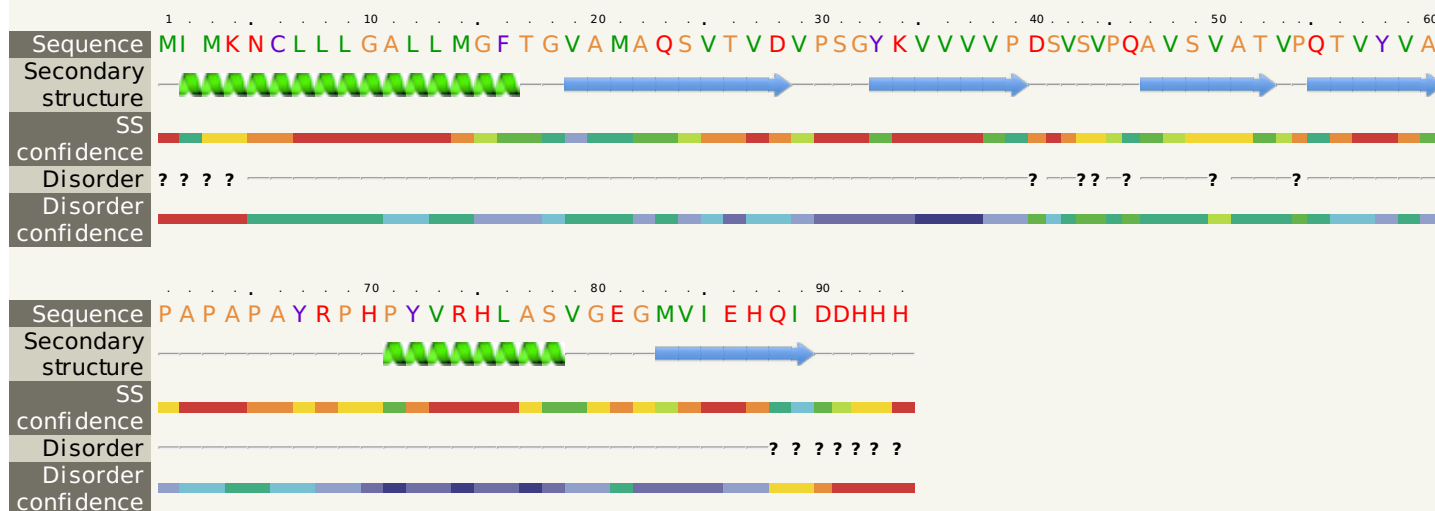 1 10 20 30 40 50 60
Sequence M I M K N C L L L G A L L M G F T G V A M A Q S V T V D V P S G Y K V V V V P D S V S V P Q A V S V A T V P Q T V Y V A
Secondary
structure
SS
confidence
Disorder ? ? ? ? ? ? ? ? ? ?
Disorder
confidence
70 80 90
Sequence P A P A P A Y R P H P Y V R H L A S V G E G M V I E H Q I D D H H H
Secondary
structure
SS
confidence
Disorder ? ? ? ? ? ? ?
Disorder
confidence